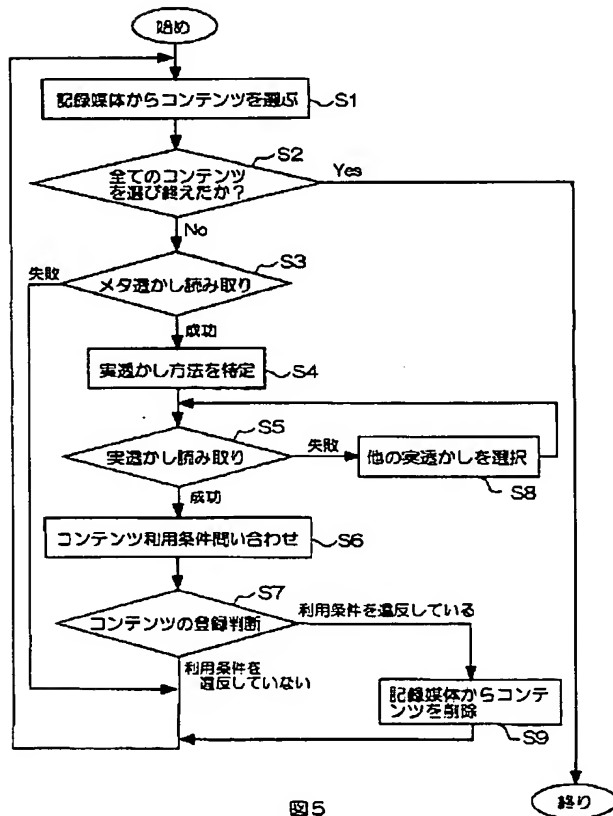 始め
記録媒体からコンテンツを選ぶ
S1
S2
全てのコンテンツ
を選び終えたか？
Yes
No
S3
失敗
メタ透かし読み取り
成功
実透かし方法を特定
S4
S5
実透かし読み取り
失敗
他の実透かしを選択
S8
成功
コンテンツ利用条件問い合わせ
S6
S7
コンテンツの登録判断
利用条件を違反している
利用条件を
違反していない
記録媒体からコンテ
ンツを削除
S9
図5
終り